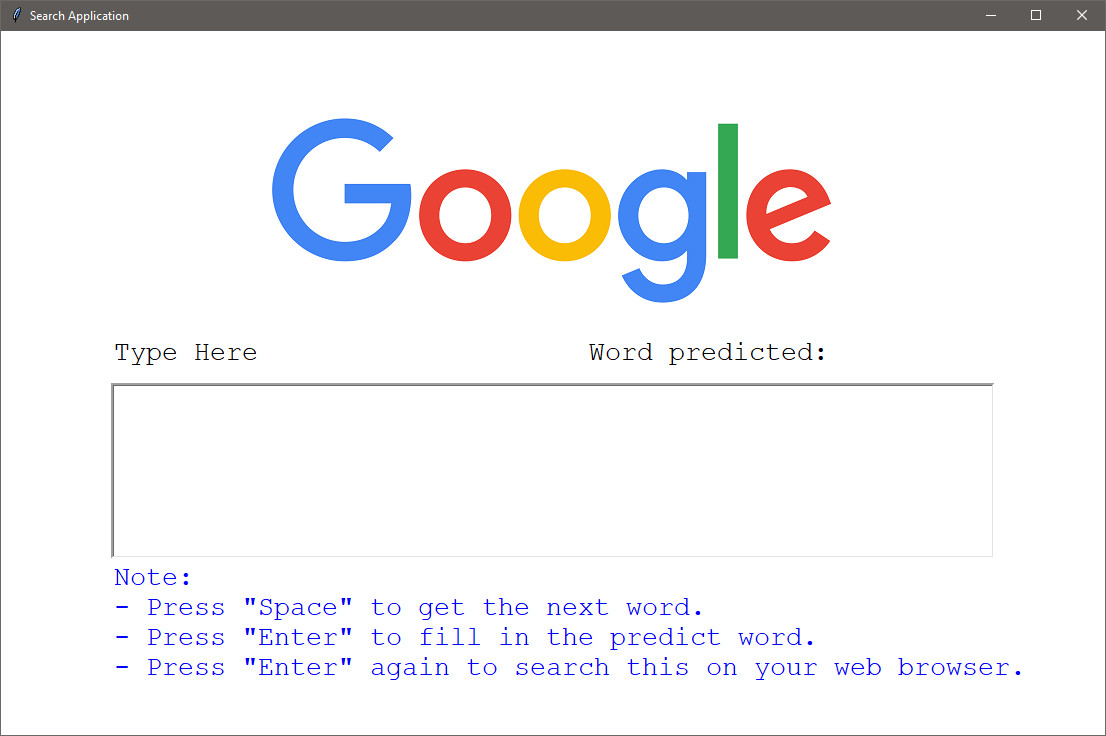 Search Application
Google
Type Here
Word predicted:
Note:
- Press "Space" to get the next word.
- Press "Enter" to fill in the predict word.
- Press "Enter" again to search this on your web browser.